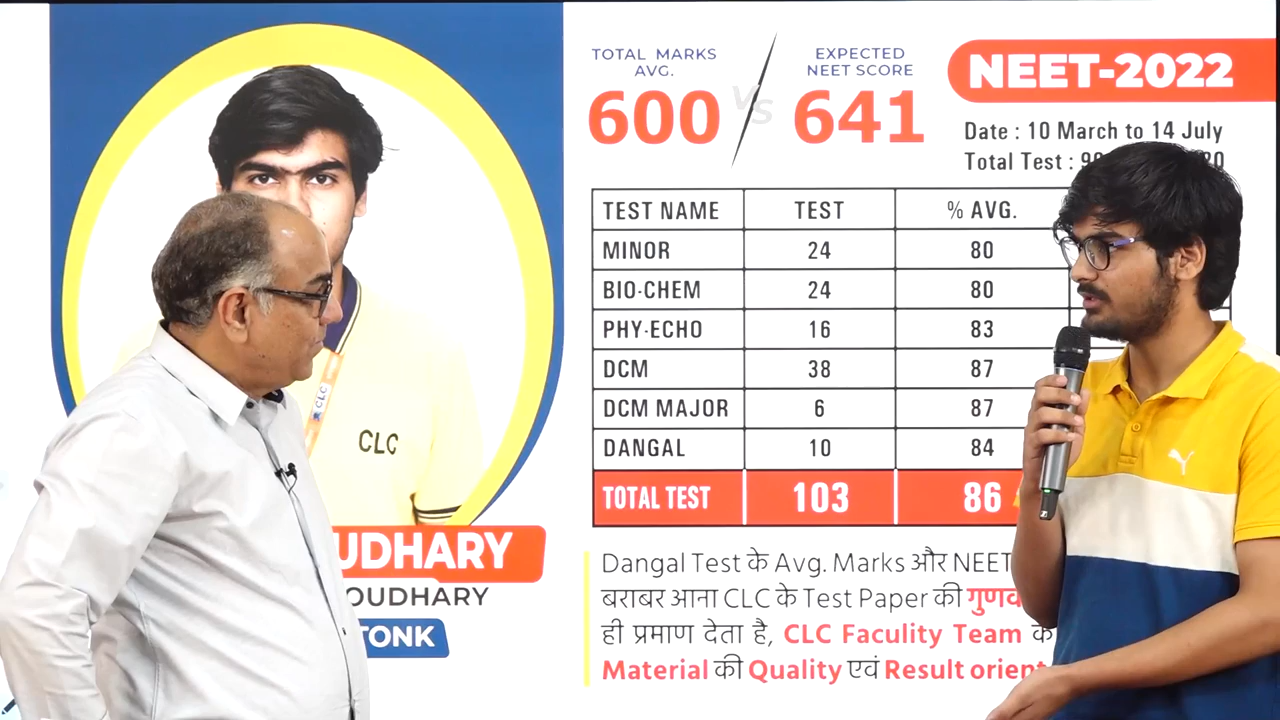 TOTAL MARKS
AVG.
600
VS
EXPECTED
NEET SCORE
641
NEET-2022
Date : 10 March to 14 July
Total Test :
TEST NAME TEST % AVG.
MINOR 24 80
BIO-CHEM 24 80
PHY-ECHO 16 83
DCM 38 87
DCM MAJOR 6 87
DANGAL 10 84
TOTAL TEST 103 86
Dangal Test के Avg. Marks और NEET
बराबर आना CLC के Test Paper की
ही प्रमाण देता है, CLC Faculity Team के
Material की Quality एवं Result
CLC
CLC
UDHARY
OUDHARY
TONK